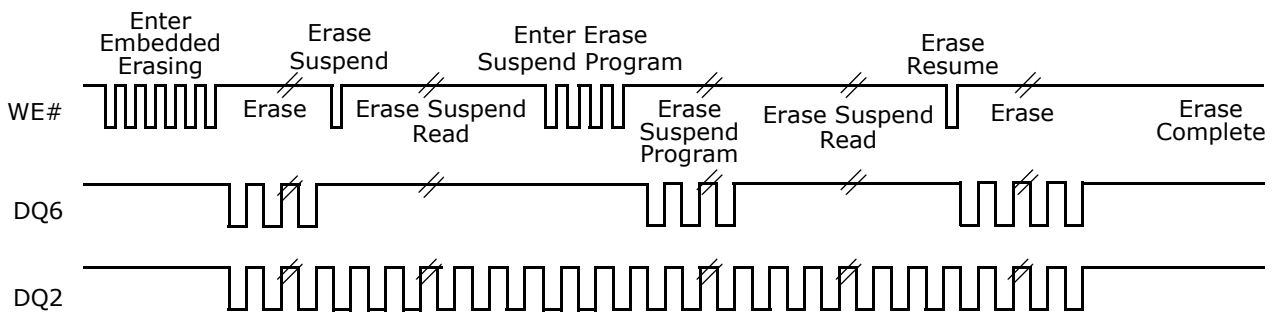 Enter
Embedded
Erasing
Erase
Suspend
Enter Erase
Suspend Program
Erase
Resume
WE#
Erase
Erase Suspend
Read
Erase
Suspend
Program
Erase Suspend
Read
Erase
Erase
Complete
DQ6
DQ2